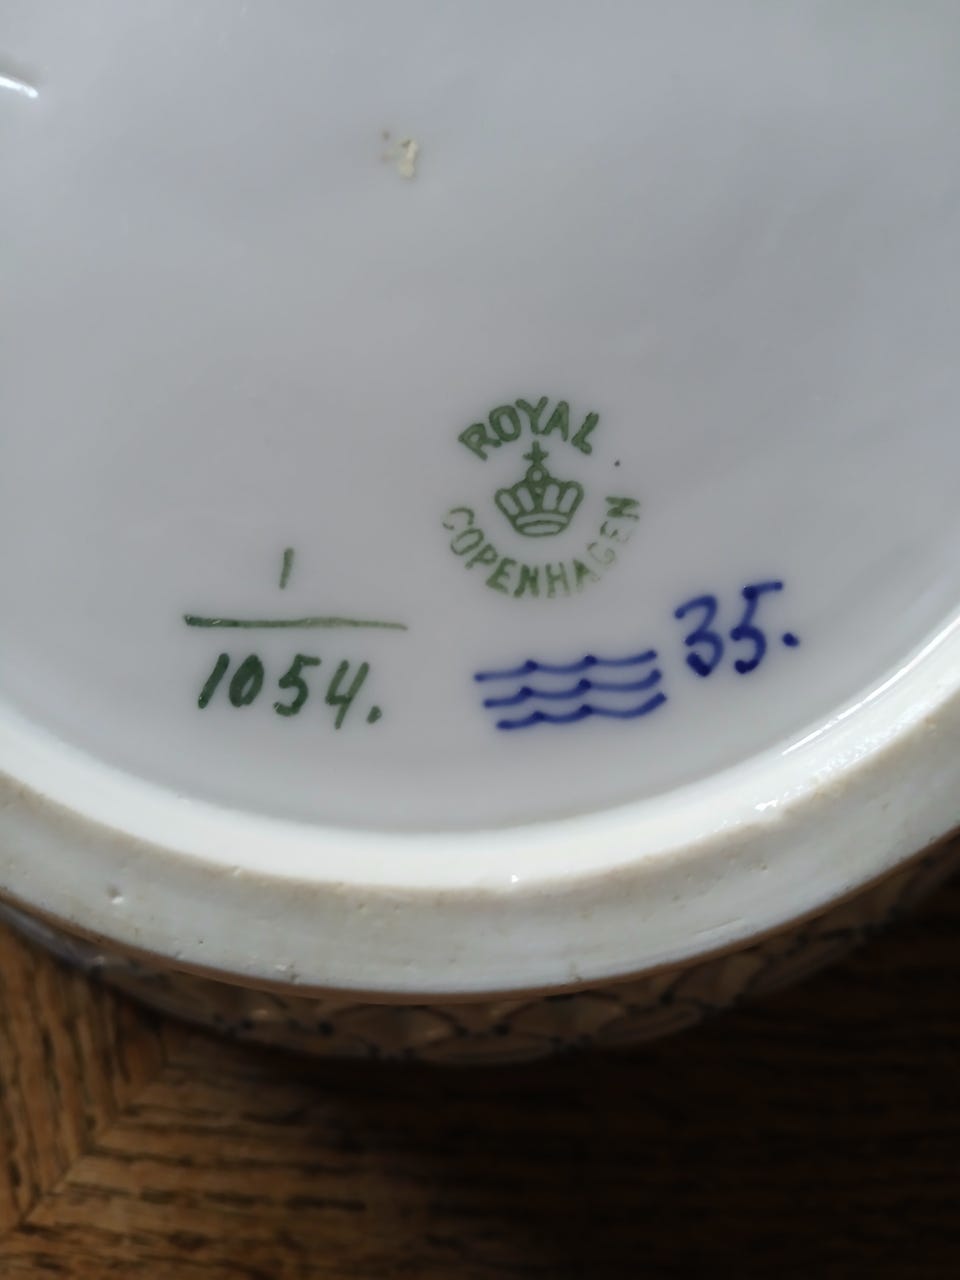 ROYAL
COPENHAGEN
1
1054.
35.